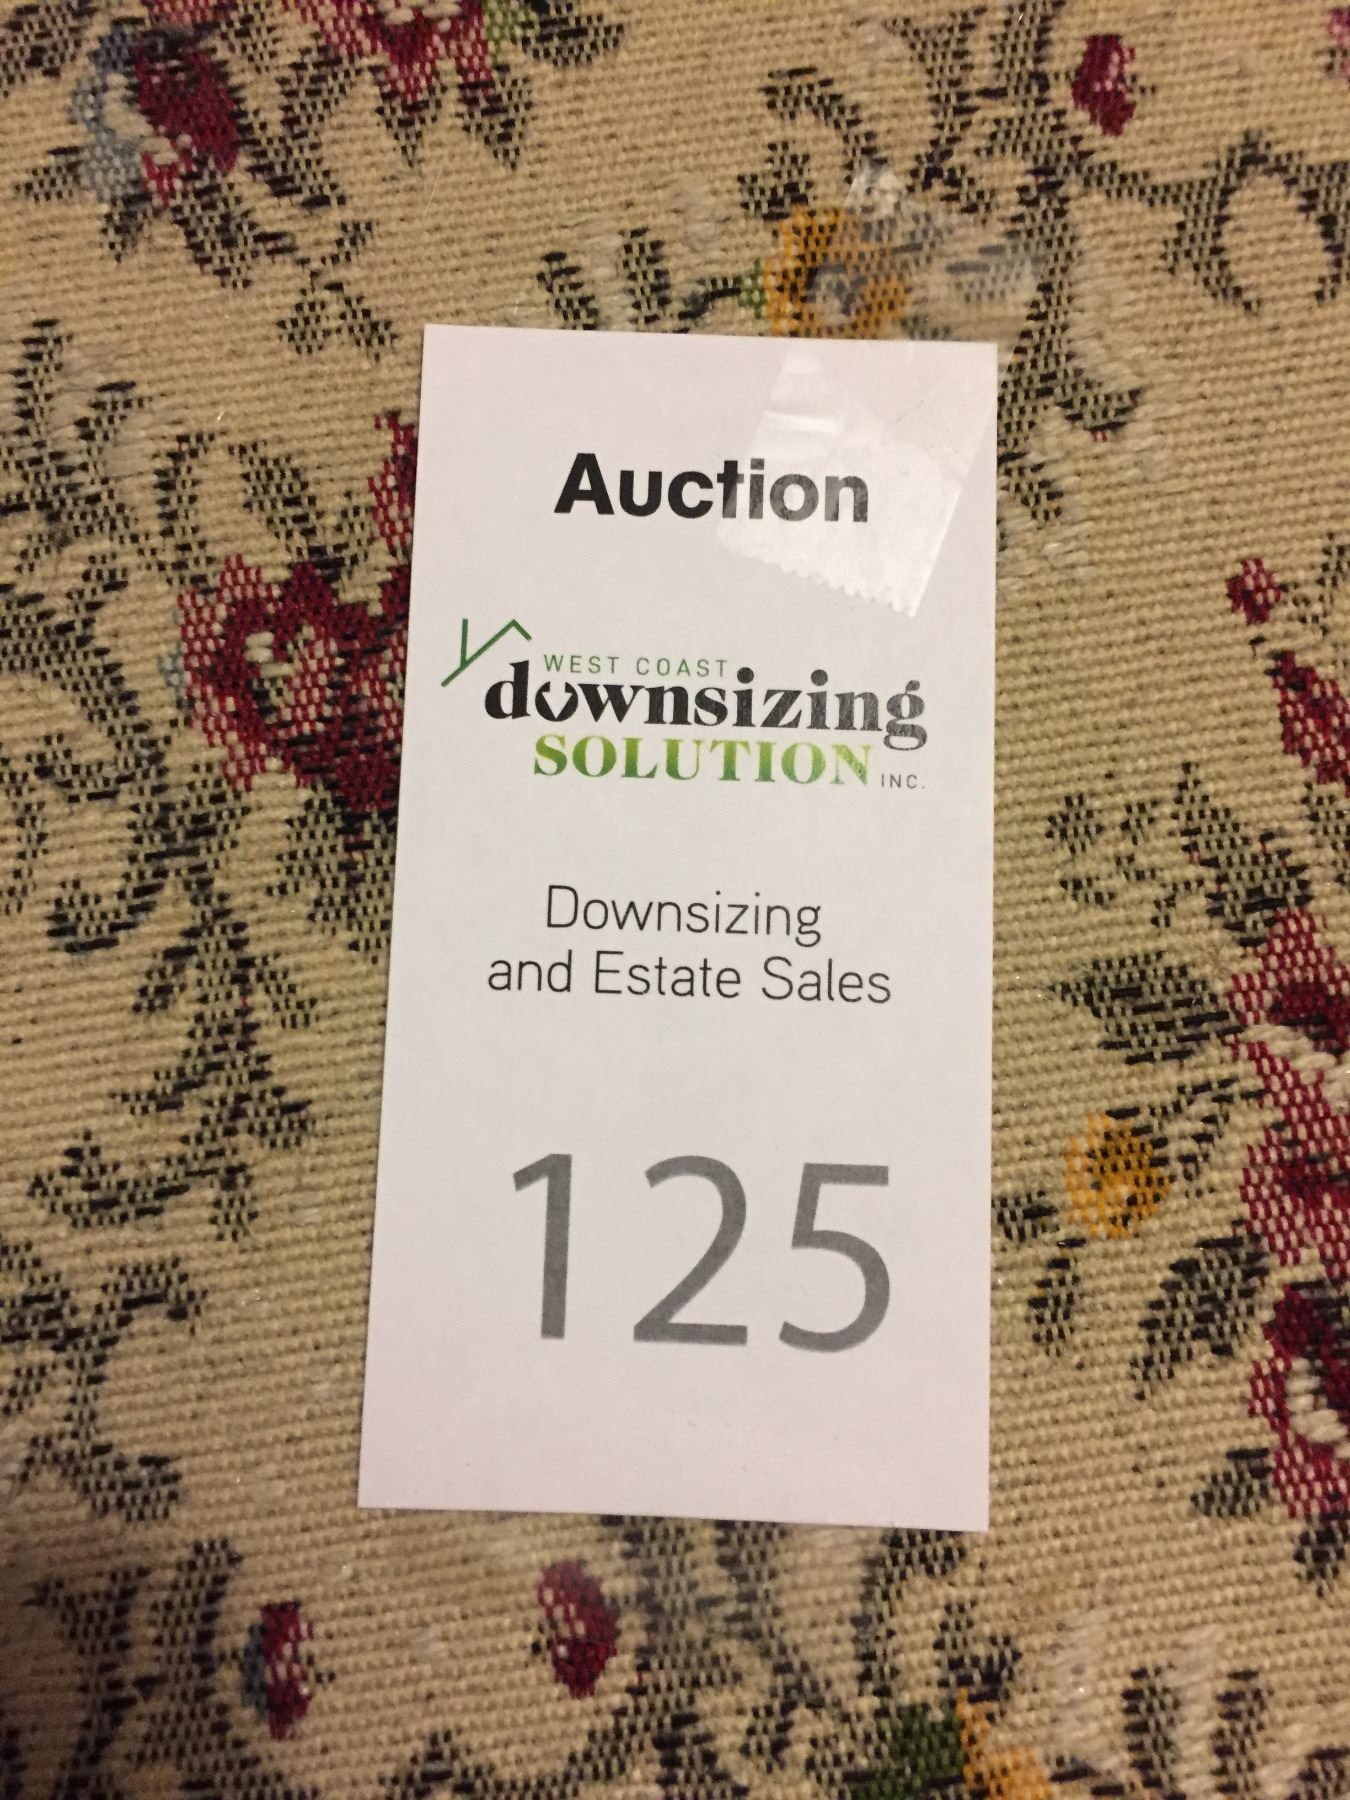 Auction
WEST COAST
downsizing
SOLUTION INC.
Downsizing
and Estate Sales
125